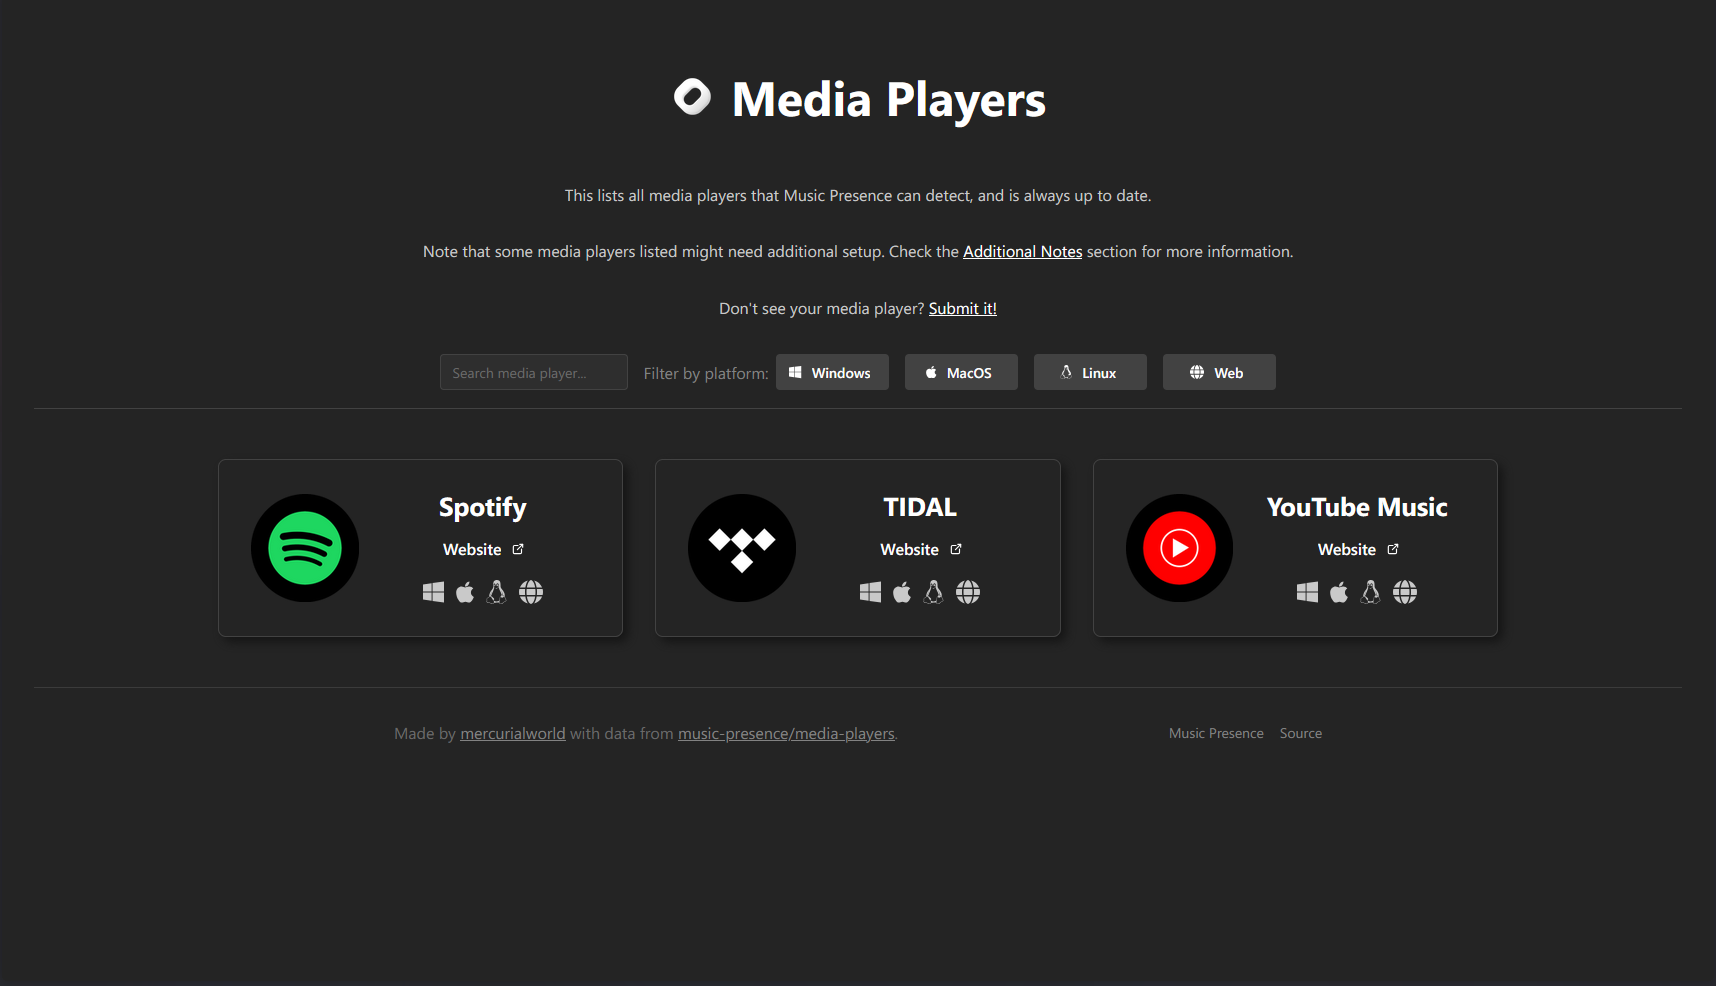 Media Players
This lists all media players that Music Presence can detect, and is always up to date.
Note that some media players listed might need additional setup. Check the Additional Notes section for more information.
Don't see your media player? Submit it!
Search media player... Filter by platform: Windows MacOS Linux Web
Spotify
Website
TIDAL
Website
YouTube Music
Website
Made by mercurialworld with data from music-presence/media-players.
Music Presence Source